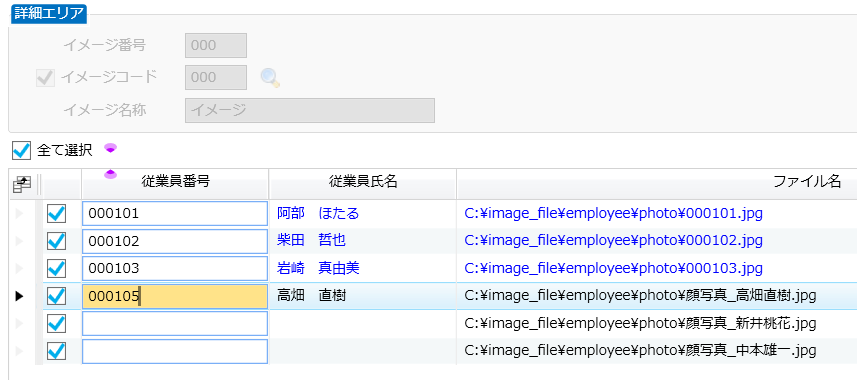 詳細エリア
イメージ番号 000
イメージコード 000
イメージ名称 イメージ
全て選択
従業員番号 従業員氏名 ファイル名
000101 阿部　ほたる C:¥image_file¥employee¥photo¥000101.jpg
000102 柴田　哲也 C:¥image_file¥employee¥photo¥000102.jpg
000103 岩崎　真由美 C:¥image_file¥employee¥photo¥000103.jpg
000105 高畑　直樹 C:¥image_file¥employee¥photo¥顔写真_高畑直樹.jpg
C:¥image_file¥employee¥photo¥顔写真_新井桃花.jpg
C:¥image_file¥employee¥photo¥顔写真_中本雄一.jpg